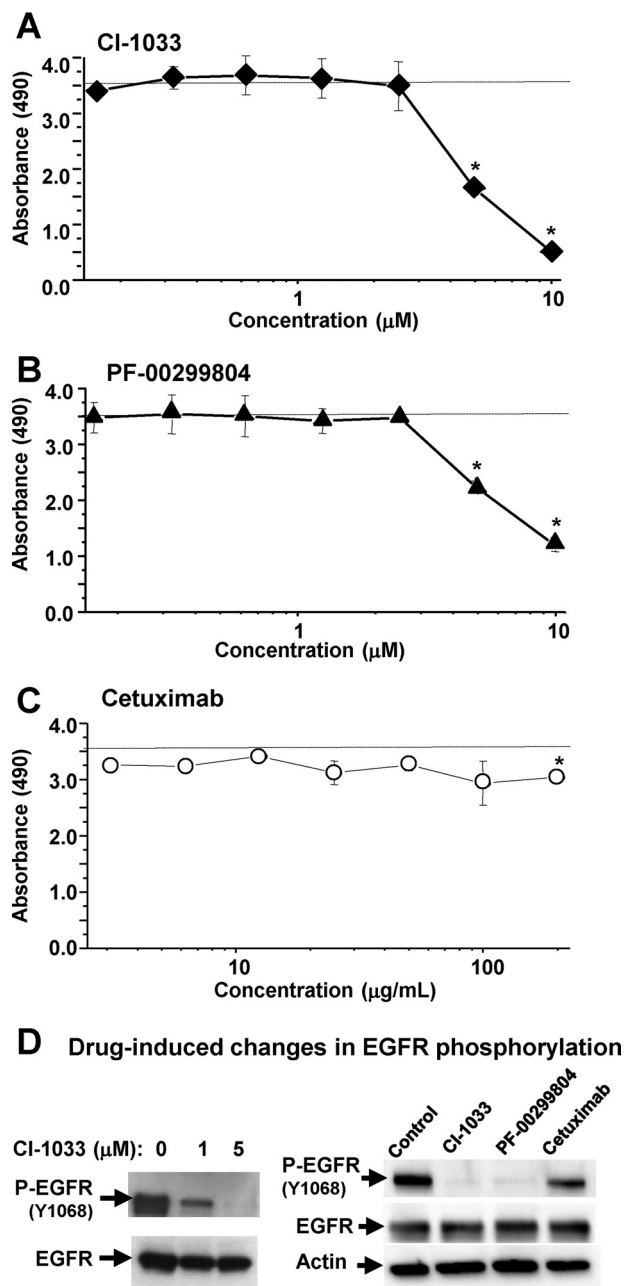 A
CI-1033
Absorbance (490)
4.0
3.0
2.0
1.0
0.0
*
*
1
10
Concentration (μM)
B
PF-00299804
Absorbance (490)
4.0
3.0
2.0
1.0
0.0
*
*
1
10
Concentration (μM)
C
Cetuximab
Absorbance (490)
4.0
3.0
2.0
1.0
0.0
*
10
100
Concentration (μg/mL)
D Drug-induced changes in EGFR phosphorylation
CI-1033 (μM): 0 1 5
P-EGFR
(Y1068)
EGFR
Control CI-1033 PF-00299804 Cetuximab
P-EGFR
(Y1068)
EGFR
Actin